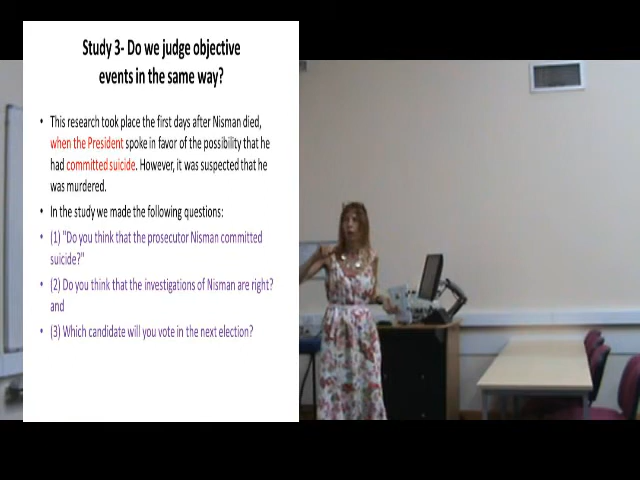 Study 3- Do we judge objective
events in the same way?
• This research took place the first days after Nisman died,
when the President spoke in favor of the possibility that he
had committed suicide. However, it was suspected that he
was murdered.
• In the study we made the following questions:
• (1) "Do you think that the prosecutor Nisman committed
suicide?"
• (2) Do you think that the investigations of Nisman are right?
and
• (3) Which candidate will you vote in the next election?